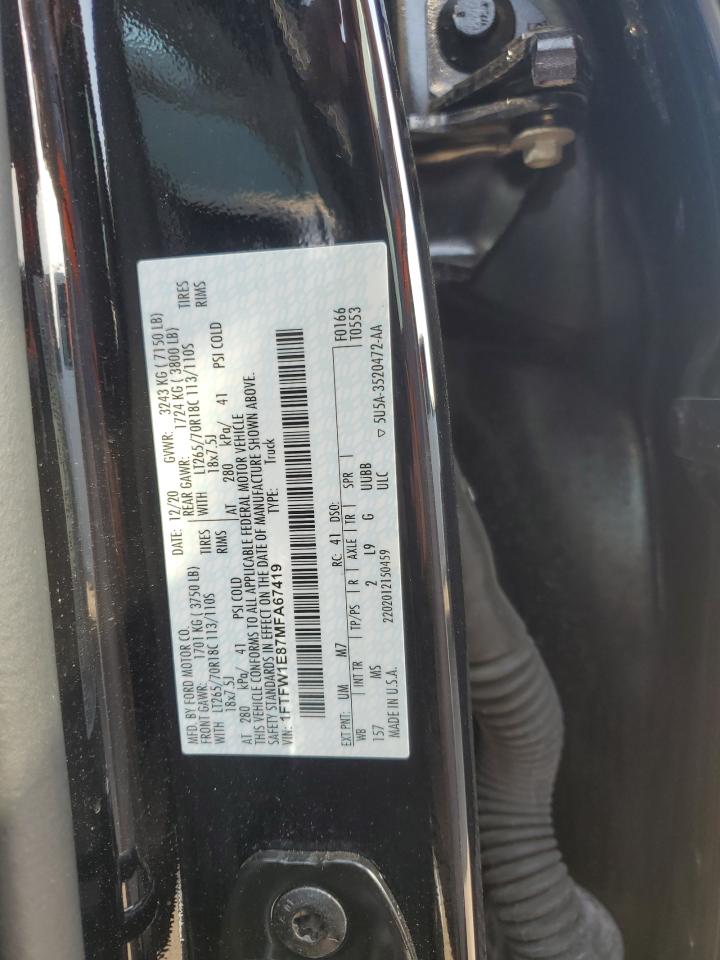 MFD. BY FORD MOTOR CO.
DATE: 12/20 GVWR: 3243 KG ( 7150 LB)
FRONT GAWR: 1701 KG ( 3750 LB) REAR GAWR: 1724 KG ( 3800 LB)
WITH LT265/70R18C 113/110S TIRES WITH LT265/70R18C 113/110S TIRES
18x7.5J RIMS 18x7.5J RIMS
AT 280 kPa/ 41 PSI COLD AT 280 kPa/ 41 PSI COLD
THIS VEHICLE CONFORMS TO ALL APPLICABLE FEDERAL MOTOR VEHICLE
SAFETY STANDARDS IN EFFECT ON THE DATE OF MANUFACTURE SHOWN ABOVE.
VIN: 1FTFW1E87MFA67419 TYPE: Truck
F0166
EXT PNT: UM M7 RC: 41 DSO: T0553
WB INT TR TP/PS R AXLE TR SPR
157 MS 2 L9 G UUBB
ULC ▽ 5U5A-3520472-AA
MADE IN U.S.A. 2202012150459